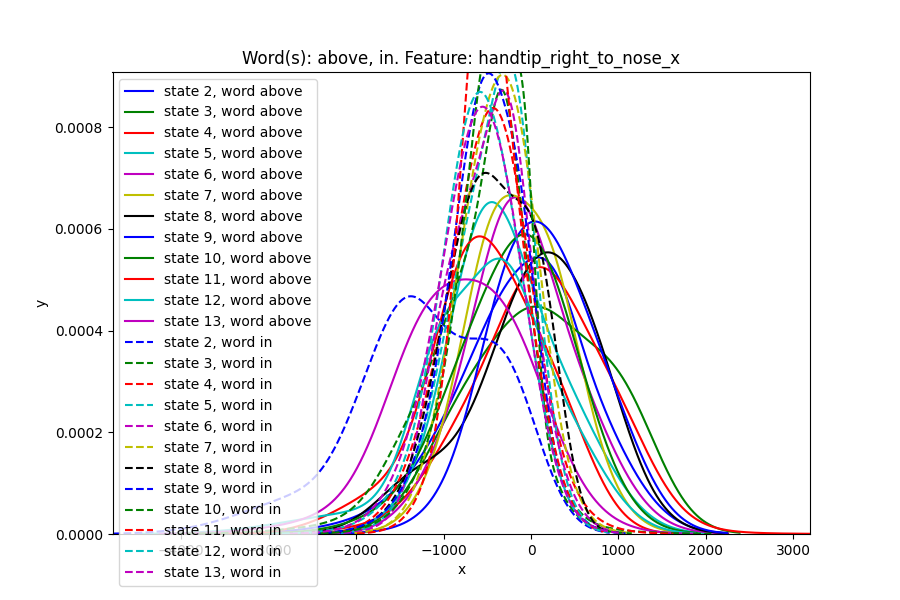 Word(s): above, in. Feature: handtip_right_to_nose_x
state 2, word above
state 3, word above
state 4, word above
state 5, word above
state 6, word above
state 7, word above
state 8, word above
state 9, word above
state 10, word above
state 11, word above
state 12, word above
state 13, word above
state 2, word in
state 3, word in
state 4, word in
state 5, word in
state 6, word in
state 7, word in
state 8, word in
state 9, word in
state 10, word in
state 11, word in
state 12, word in
state 13, word in
y
0.0008
0.0006
0.0004
0.0002
0.0000
−2000 −1000 0 1000 2000 3000
x